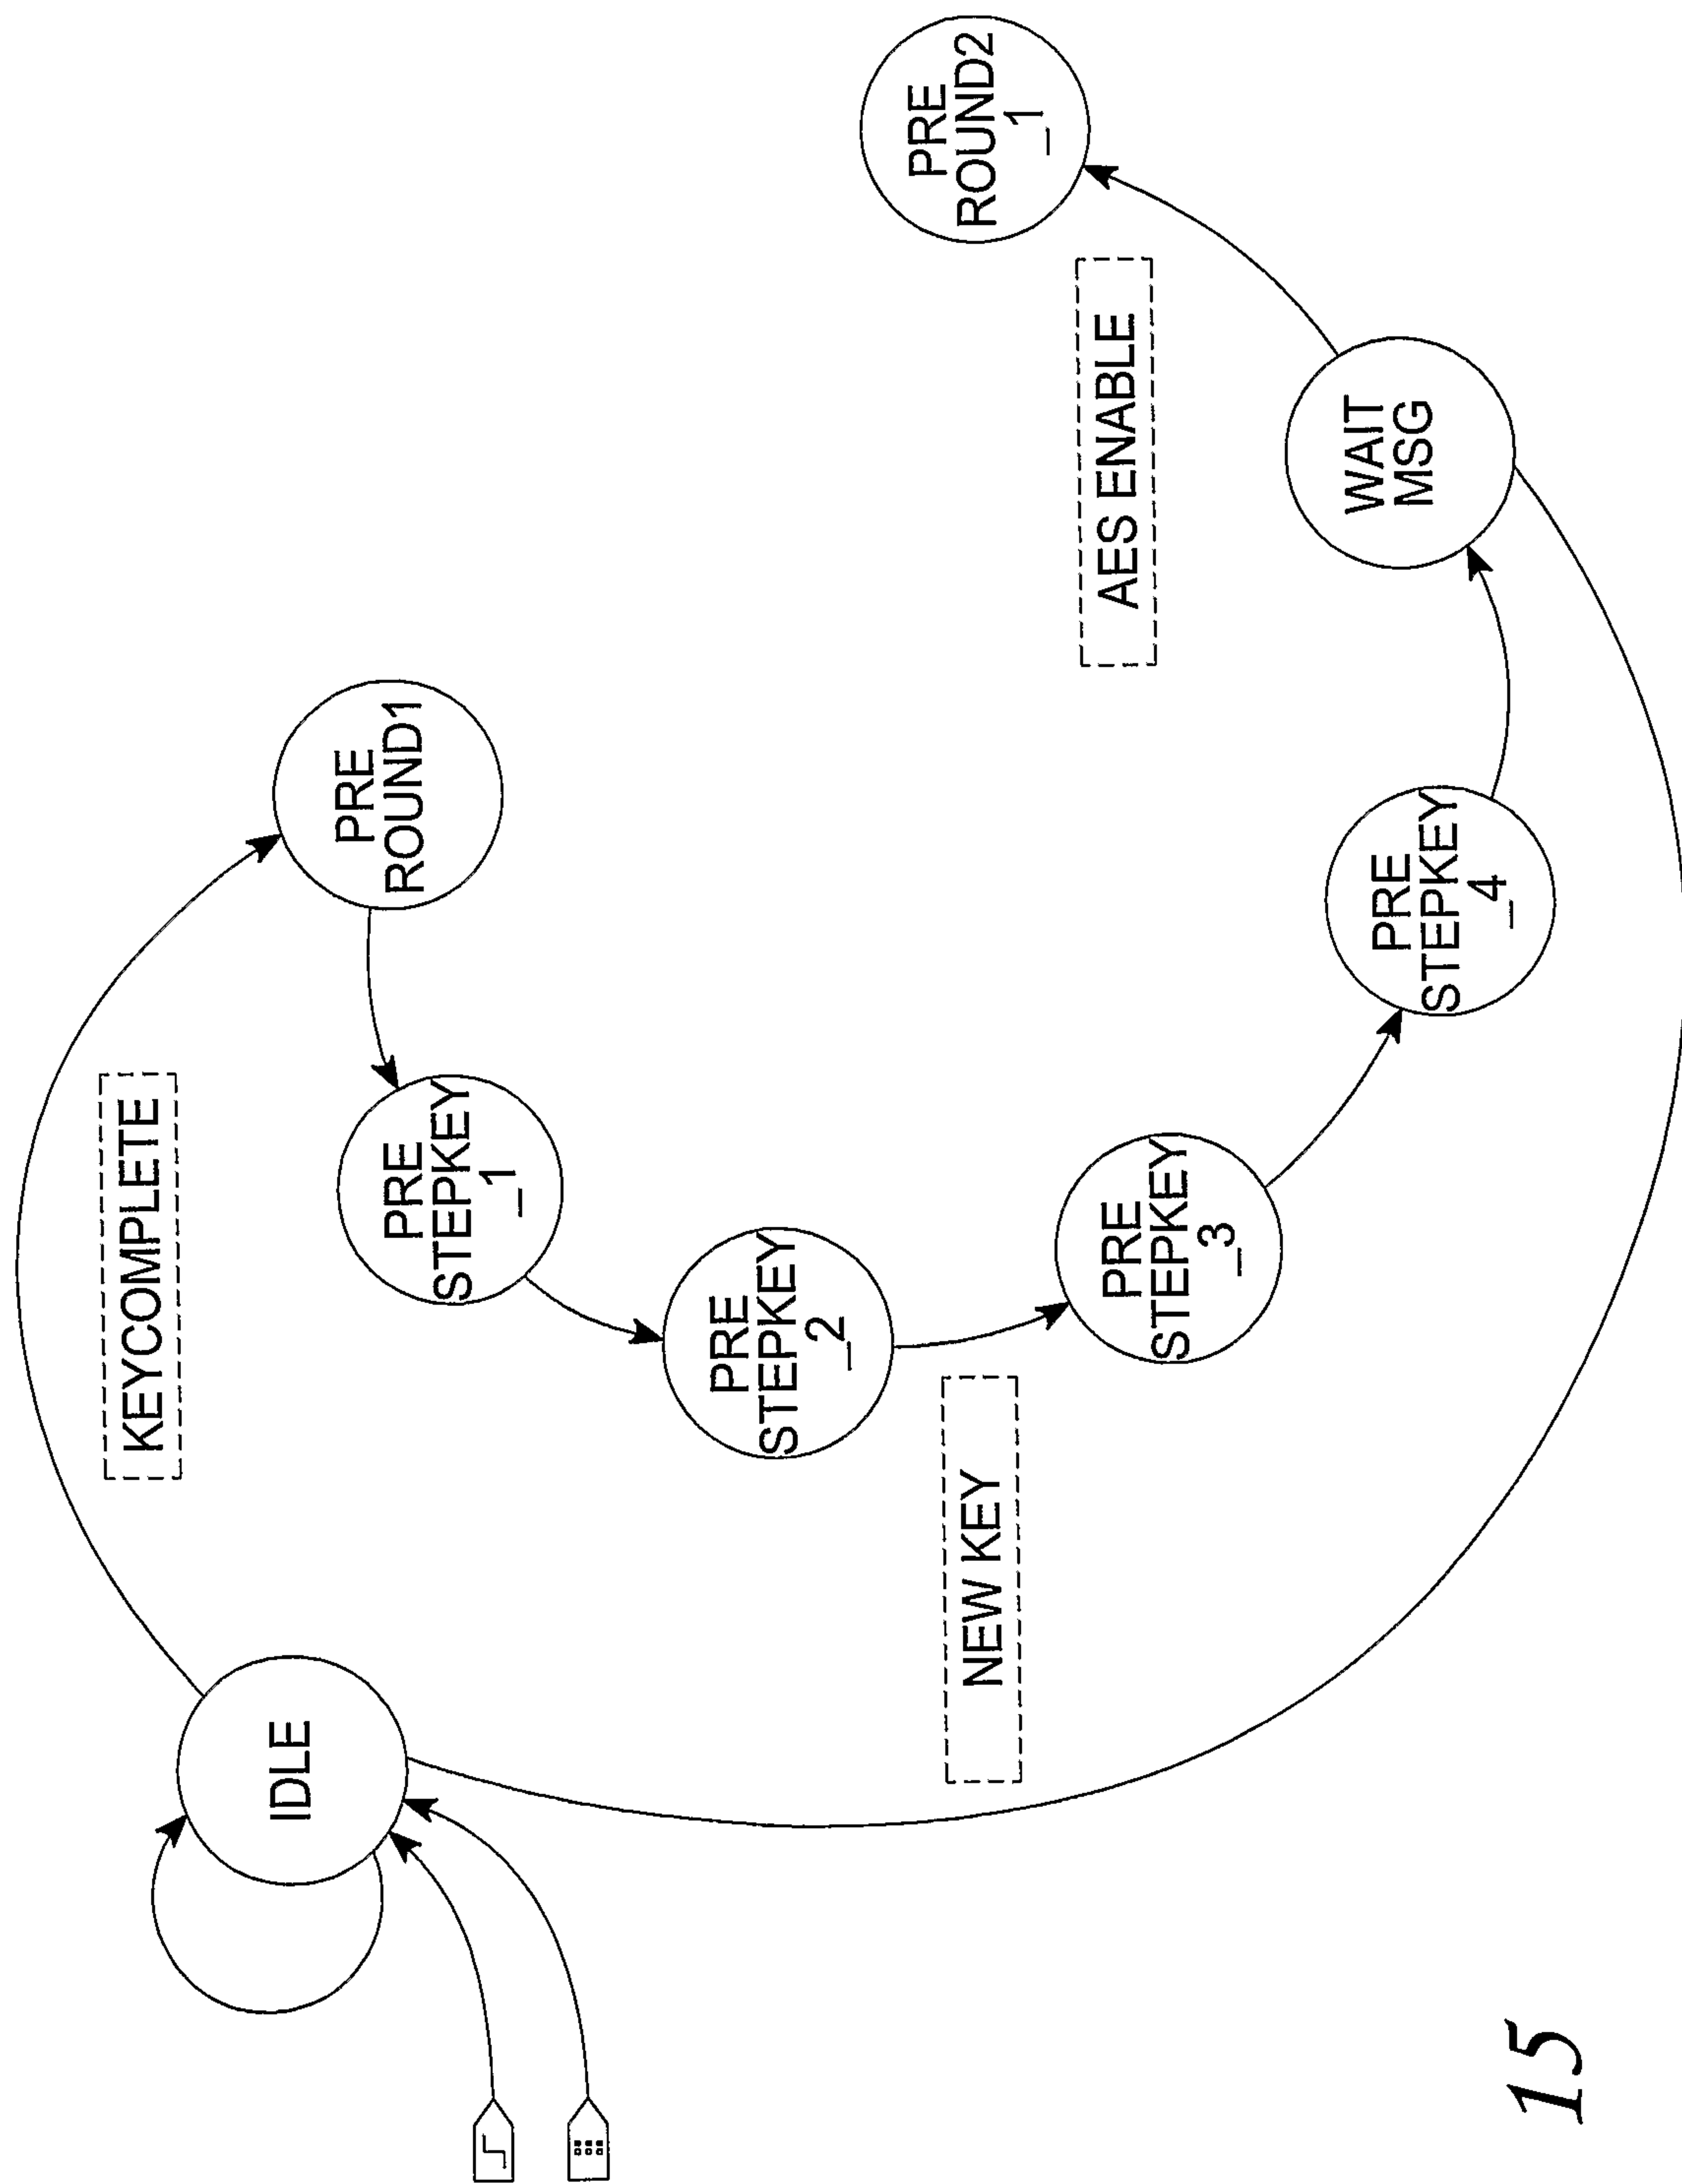 IDLE
KEYCOMPLETE
PRE
ROUND1
PRE
STEPKEY
_1
PRE
STEPKEY
_2
NEW KEY
PRE
STEPKEY
_3
PRE
STEPKEY
_4
WAIT
MSG
AES ENABLE
PRE
ROUND2
_1
15